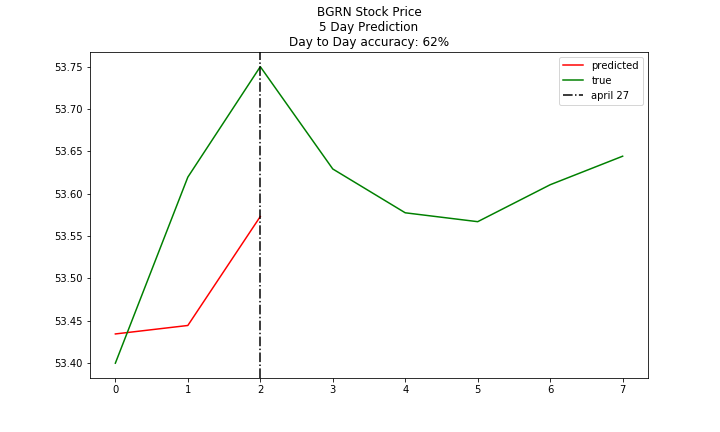 BGRN Stock Price
5 Day Prediction
Day to Day accuracy: 62%
predicted
true
april 27
53.75
53.70
53.65
53.60
53.55
53.50
53.45
53.40
0 1 2 3 4 5 6 7